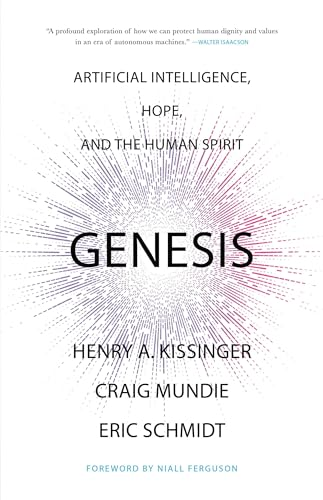 “A profound exploration of how we can protect human dignity and values
in an era of autonomous machines.” —WALTER ISAACSON
ARTIFICIAL INTELLIGENCE,
HOPE,
AND THE HUMAN SPIRIT
GENESIS
HENRY A. KISSINGER
CRAIG MUNDIE
ERIC SCHMIDT
FOREWORD BY NIALL FERGUSON